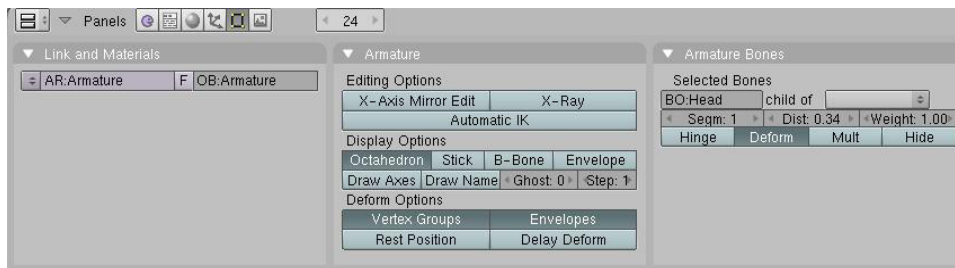 Panels 24
Link and Materials
AR:Armature F OB:Armature
Armature
Editing Options
X-Axis Mirror Edit X-Ray
Automatic IK
Display Options
Octahedron Stick B-Bone Envelope
Draw Axes Draw Name Ghost: 0 Step: 1
Deform Options
Vertex Groups Envelopes
Rest Position Delay Deform
Armature Bones
Selected Bones
BO:Head child of
Segm: 1 Dist: 0.34 Weight: 1.00
Hinge Deform Mult Hide